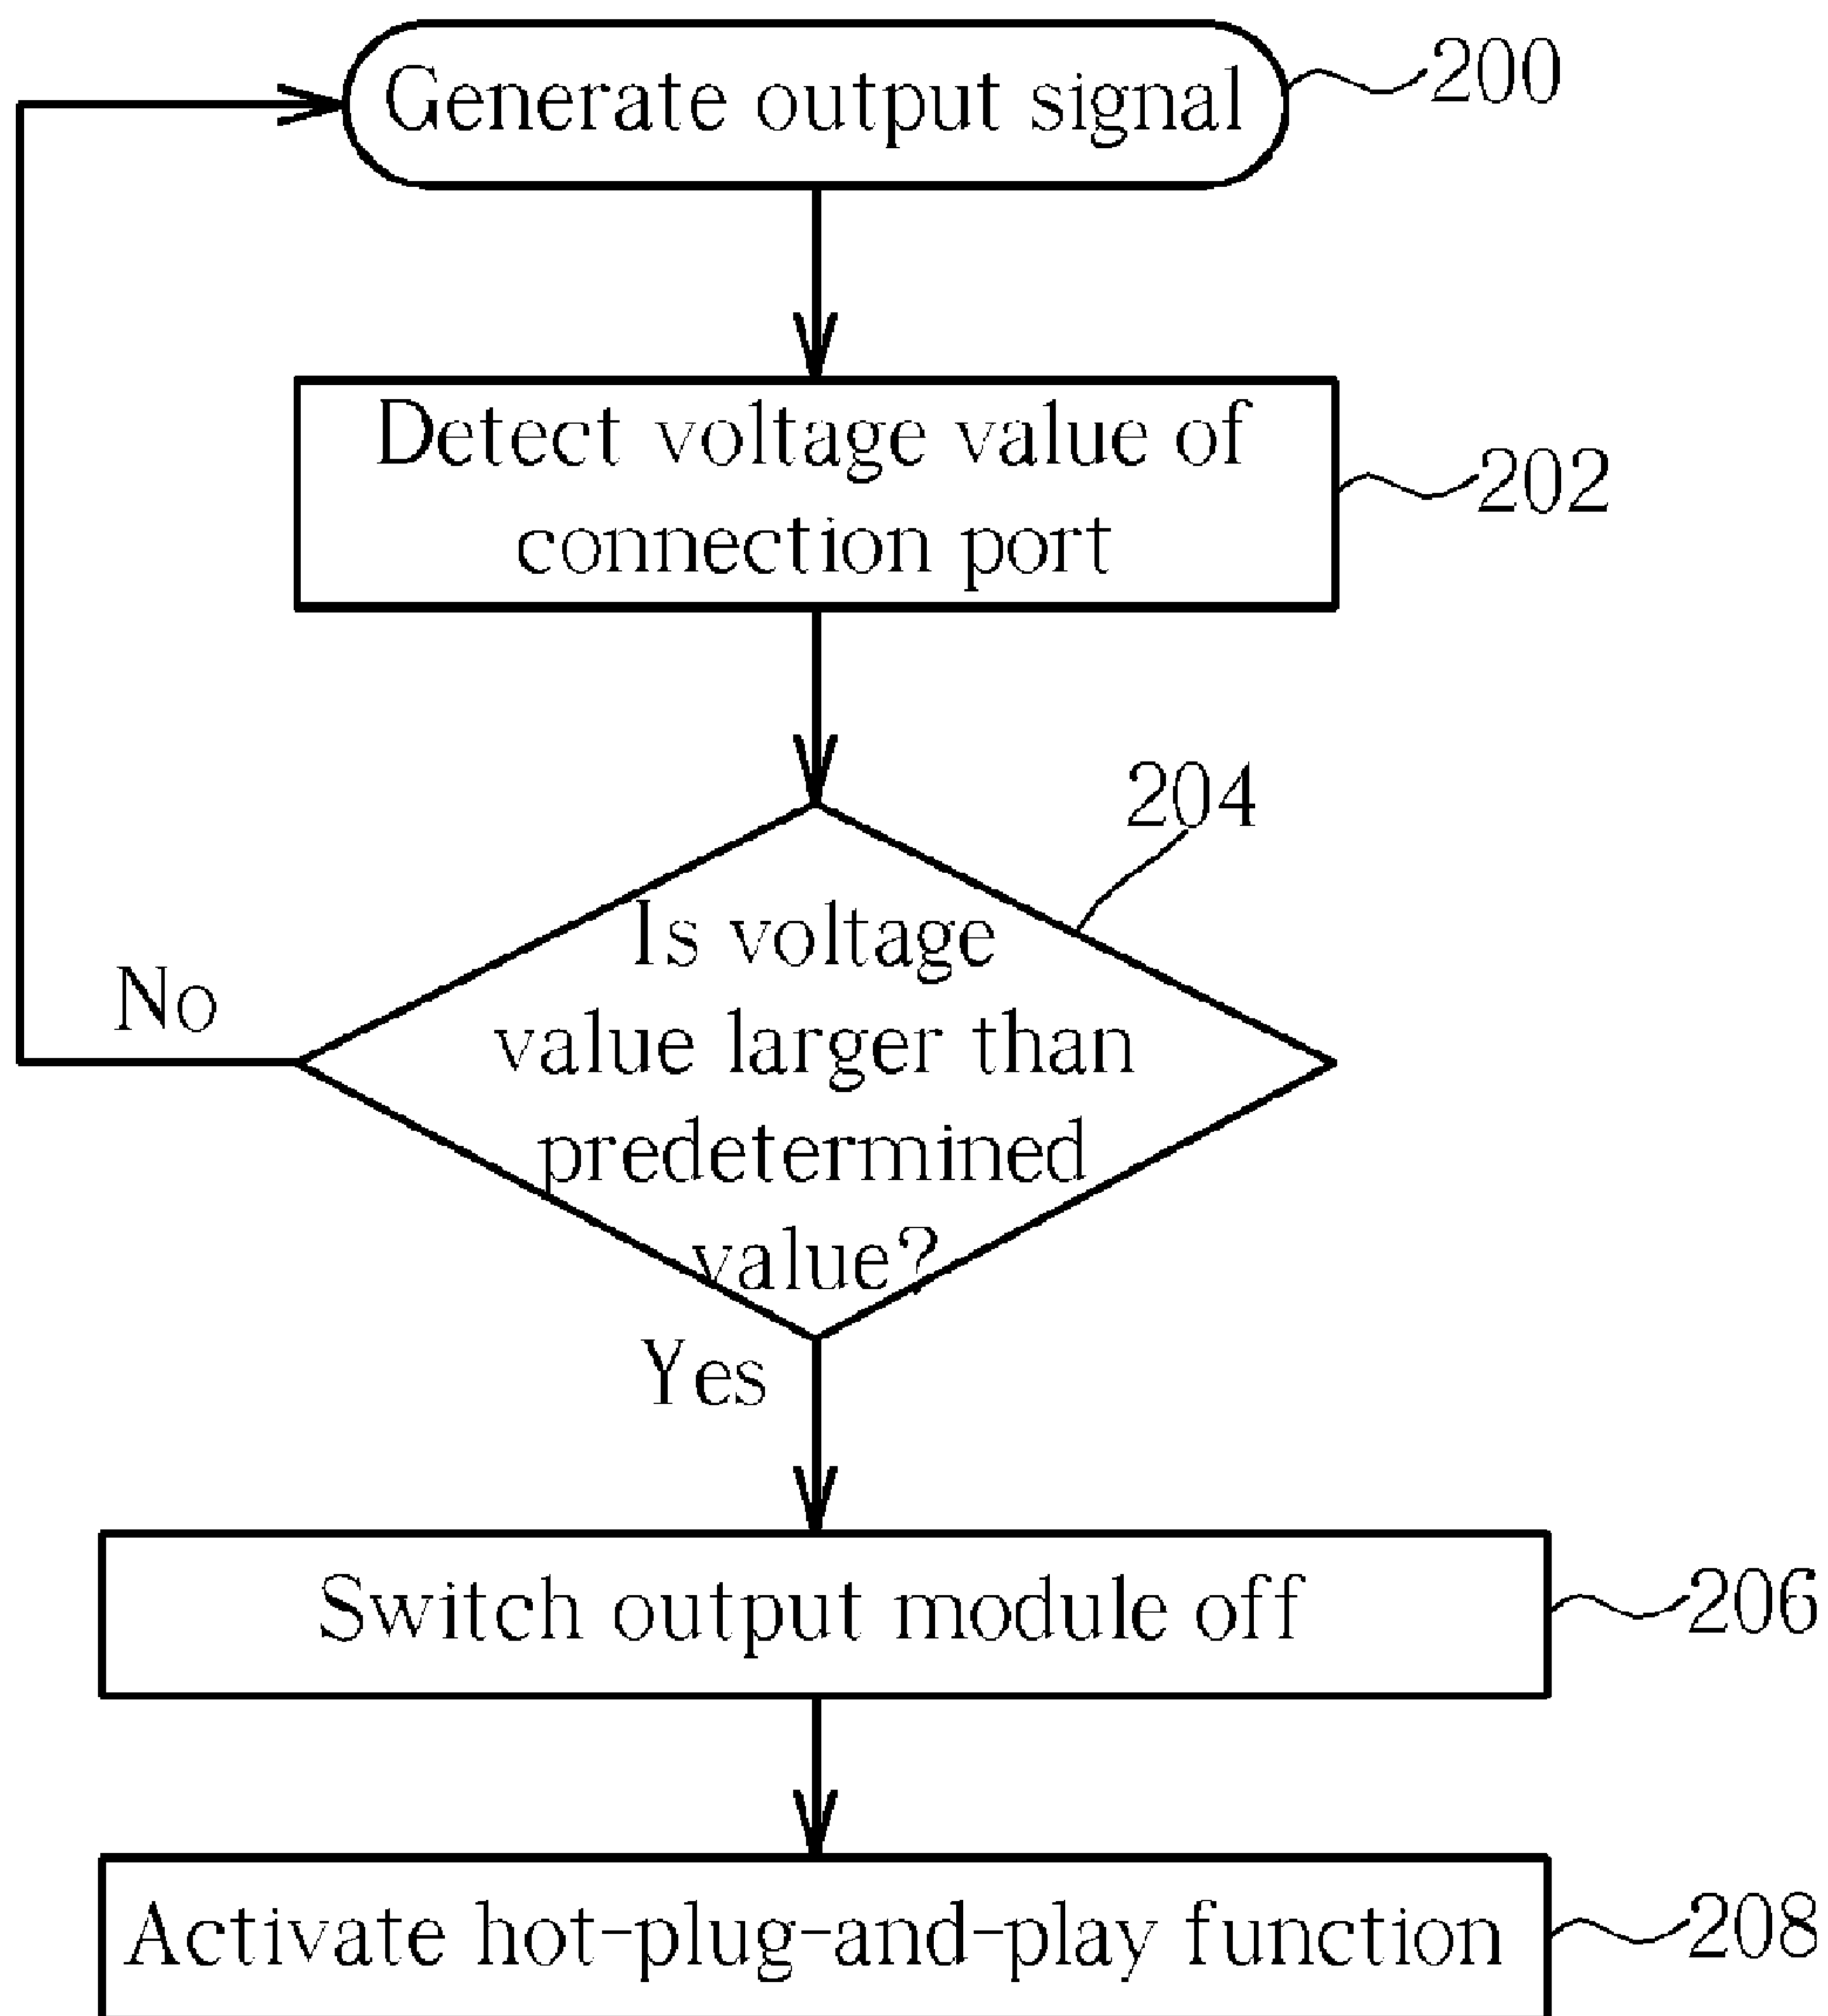 Generate output signal
200
Detect voltage value of
connection port
202
204
Is voltage
value larger than
predetermined
value?
No
Yes
Switch output module off
206
Activate hot-plug-and-play function
208